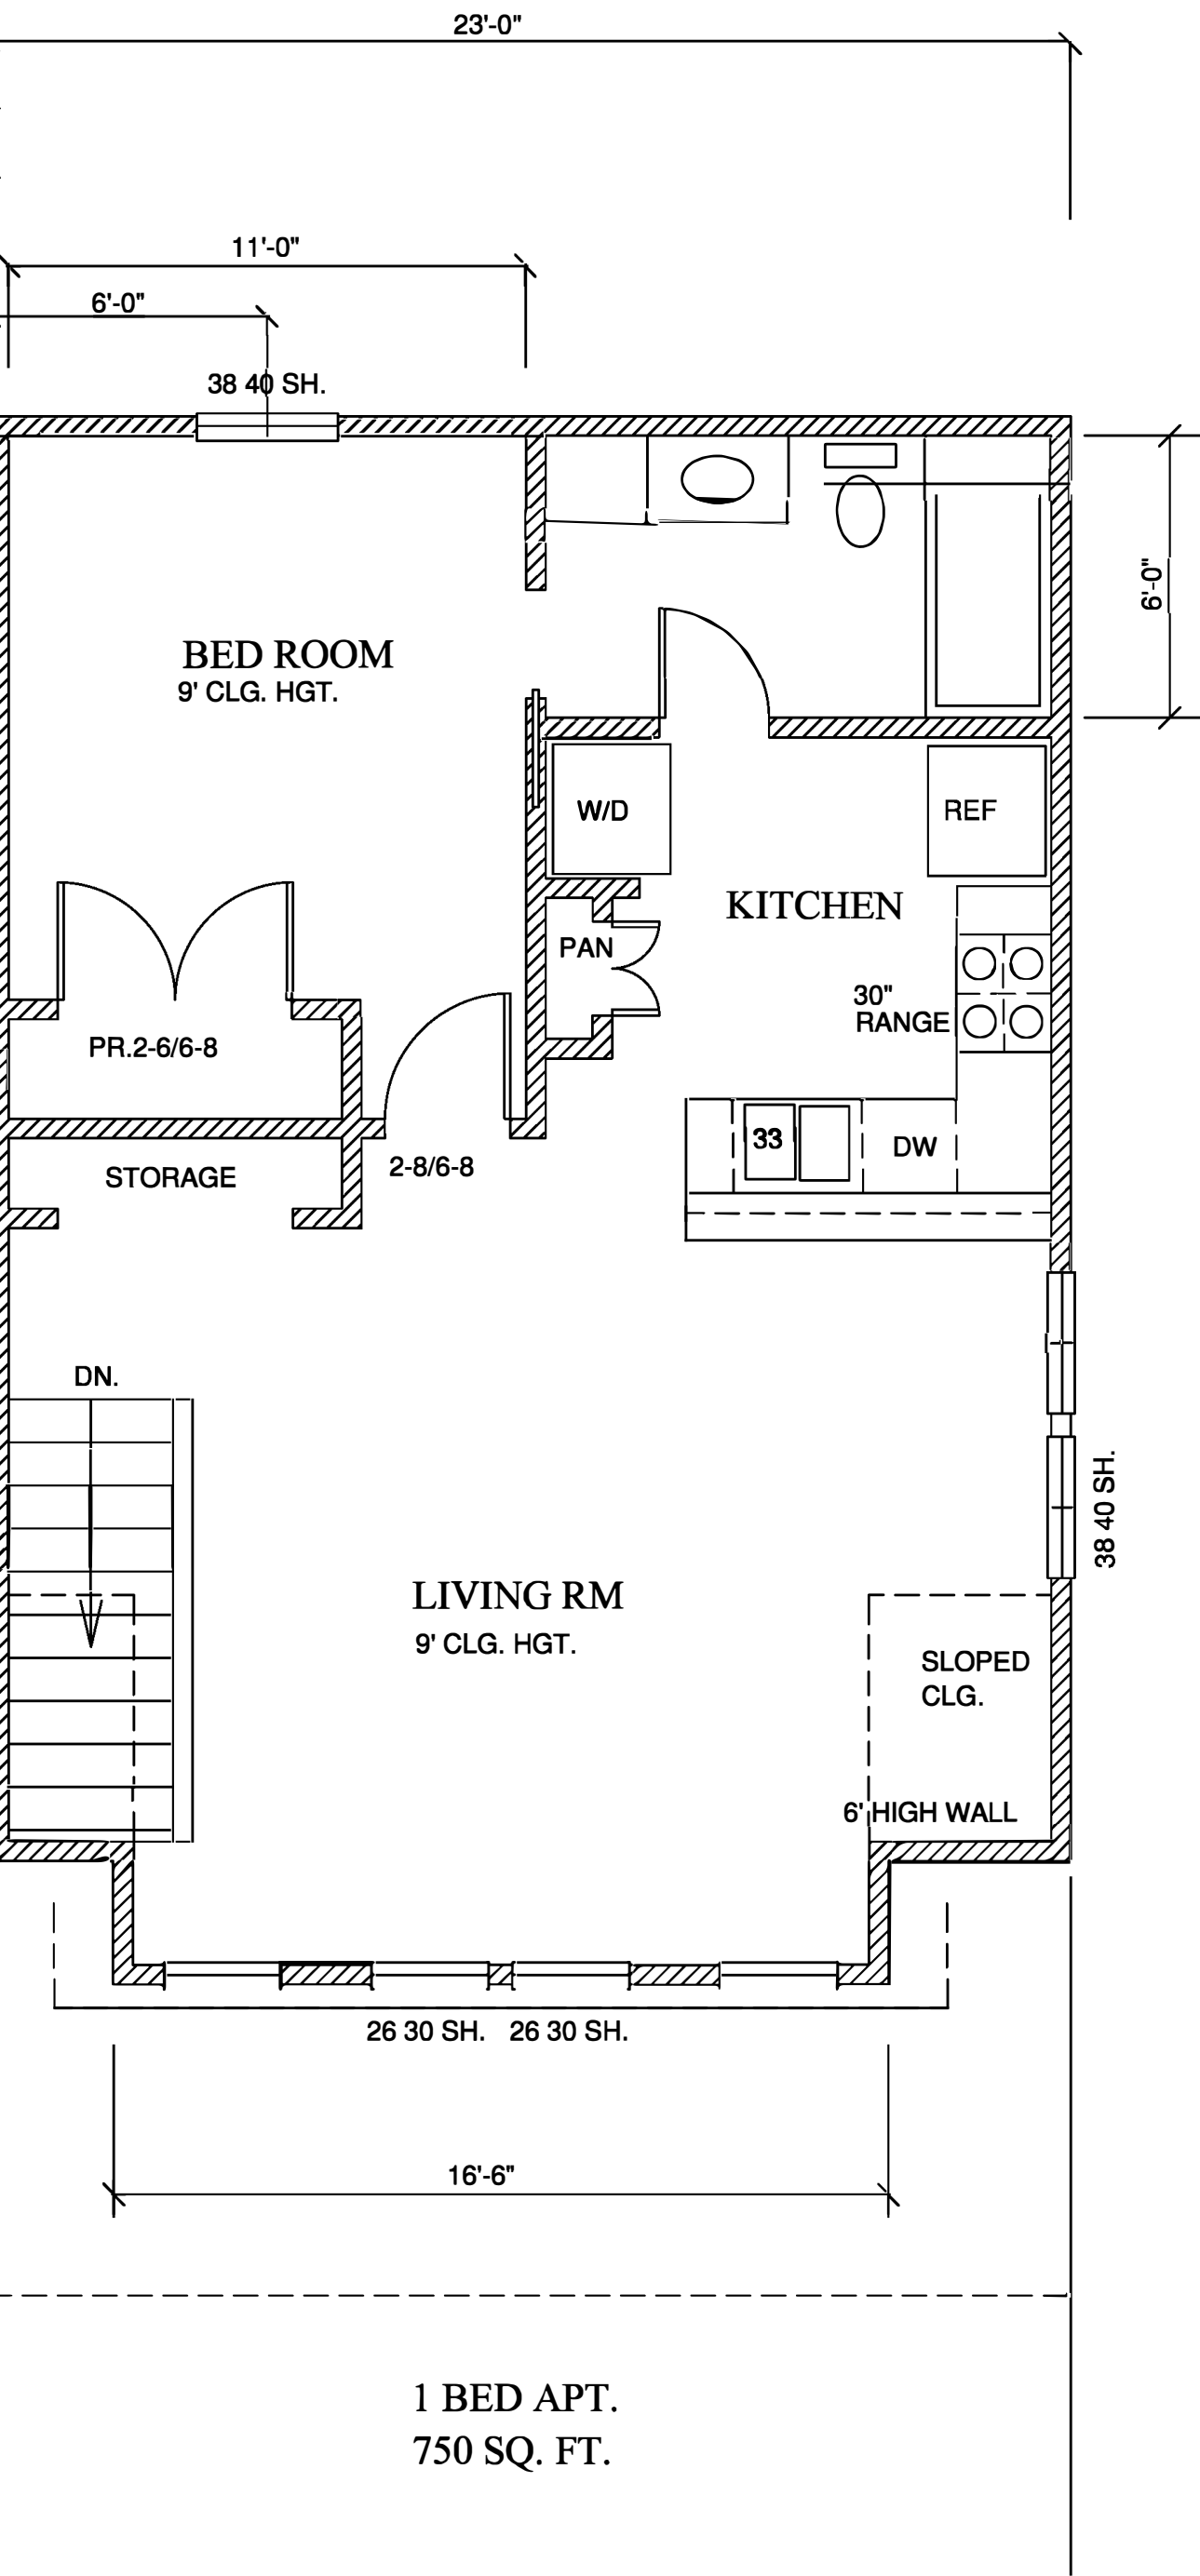 23'-0"
11'-0"
6'-0"
38 40 SH.
6'-0"
BED ROOM
9' CLG. HGT.
W/D
REF
KITCHEN
PAN
30"
RANGE
PR.2-6/6-8
33
DW
2-8/6-8
STORAGE
DN.
38 40 SH.
LIVING RM
9' CLG. HGT.
SLOPED
CLG.
6' HIGH WALL
26 30 SH. 26 30 SH.
16'-6"
1 BED APT.
750 SQ. FT.